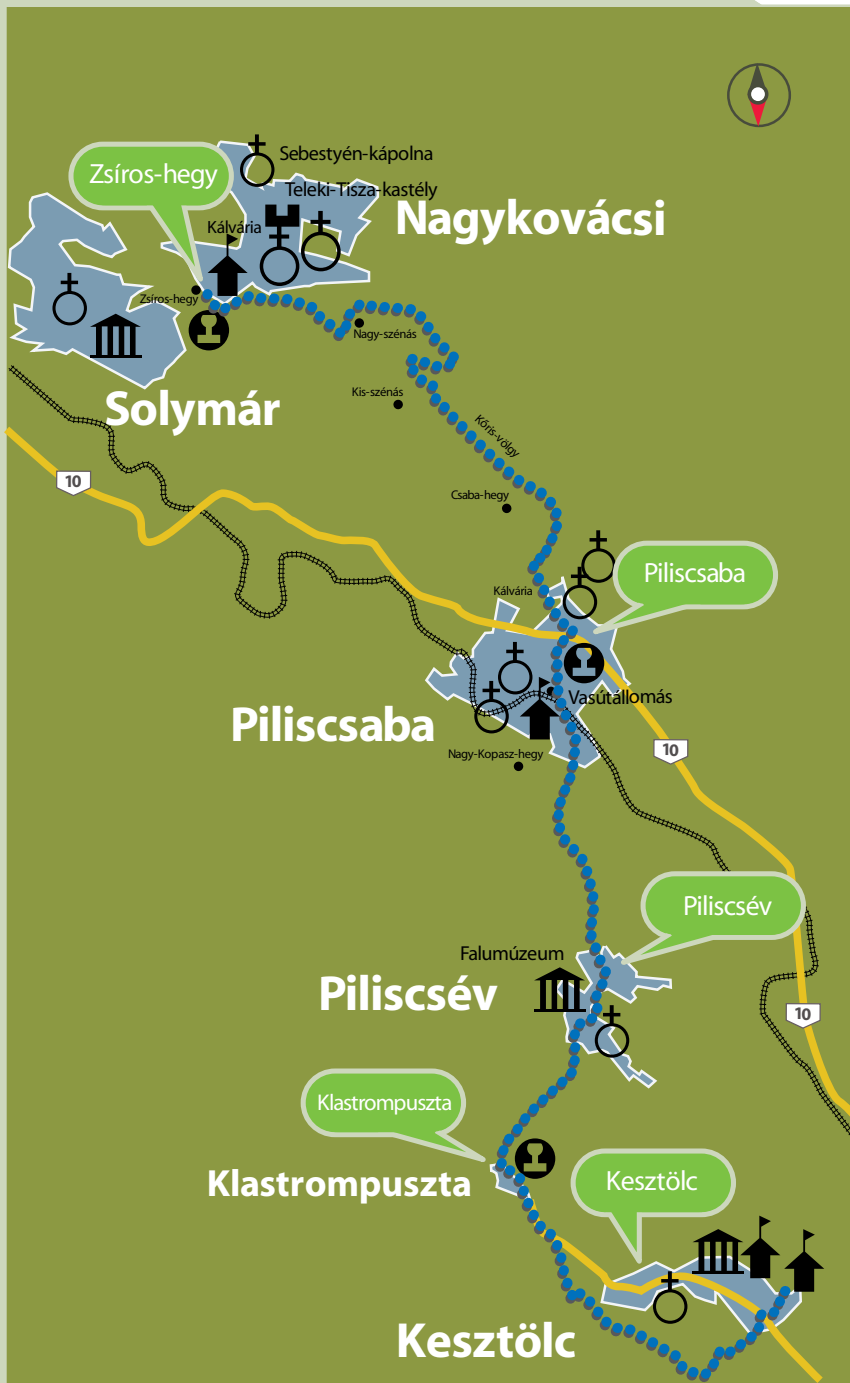 Sebestyén-kápolna
Zsíros-hegy
Teleki-Tisza-kastély
Nagykovácsi
Kálvária
Zsíros-hegy
Nagy-szénás
Solymár
Kis-szénás
Kőris-völgy
10
Csaba-hegy
Piliscsaba
Kálvária
Vasútállomás
Piliscsaba
10
Nagy-Kopasz-hegy
Piliscsév
Falumúzeum
Piliscsév
10
Klastrompuszta
Klastrompuszta
Kesztölc
Kesztölc